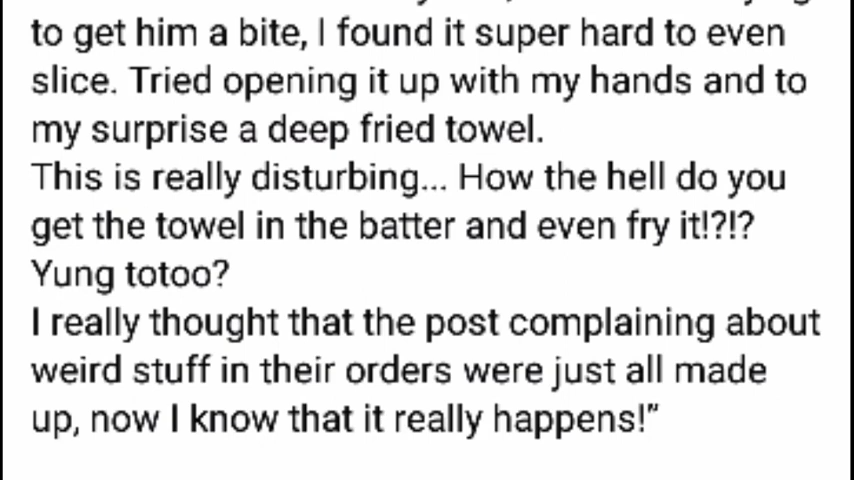 to get him a bite, I found it super hard to even
slice. Tried opening it up with my hands and to
my surprise a deep fried towel.
This is really disturbing... How the hell do you
get the towel in the batter and even fry it!?!?
Yung totoo?
I really thought that the post complaining about
weird stuff in their orders were just all made
up, now I know that it really happens!"